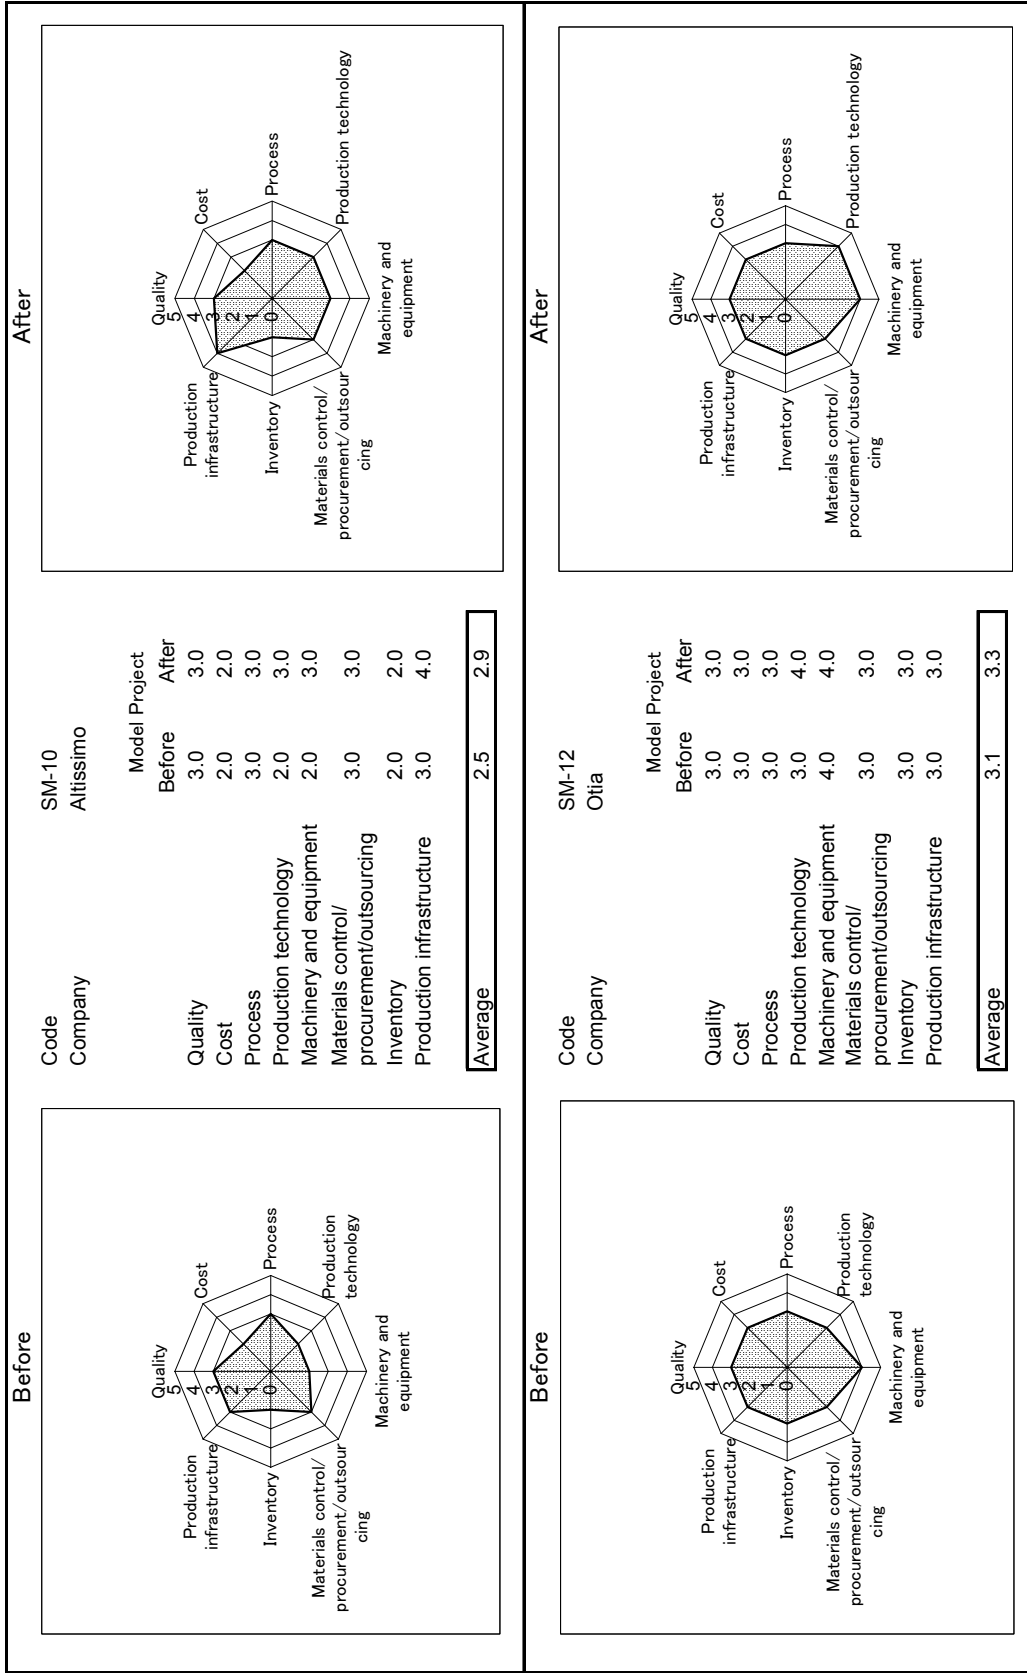 Before
After
Quality
5
4
3
2
1
0
Cost
Process
Production
technology
Machinery and
equipment
Materials control/
procurement/outsour
cing
Inventory
Production
infrastructure
Code SM-10
Company Altissimo
Model Project
Before After
Quality 3.0 3.0
Cost 2.0 2.0
Process 3.0 3.0
Production technology 2.0 3.0
Machinery and equipment 2.0 3.0
Materials control/
procurement/outsourcing 3.0 3.0
Inventory 2.0 2.0
Production infrastructure 3.0 4.0
Average 2.5 2.9
Quality
5
4
3
2
1
0
Cost
Process
Production technology
Machinery and
equipment
Materials control/
procurement/outsour
cing
Inventory
Production
infrastructure
Before
After
Quality
5
4
3
2
1
0
Cost
Process
Production
technology
Machinery and
equipment
Materials control/
procurement/outsour
cing
Inventory
Production
infrastructure
Code SM-12
Company Otia
Model Project
Before After
Quality 3.0 3.0
Cost 3.0 3.0
Process 3.0 3.0
Production technology 3.0 4.0
Machinery and equipment 4.0 4.0
Materials control/
procurement/outsourcing 3.0 3.0
Inventory 3.0 3.0
Production infrastructure 3.0 3.0
Average 3.1 3.3
Quality
5
4
3
2
1
0
Cost
Process
Production technology
Machinery and
equipment
Materials control/
procurement/outsour
cing
Inventory
Production
infrastructure